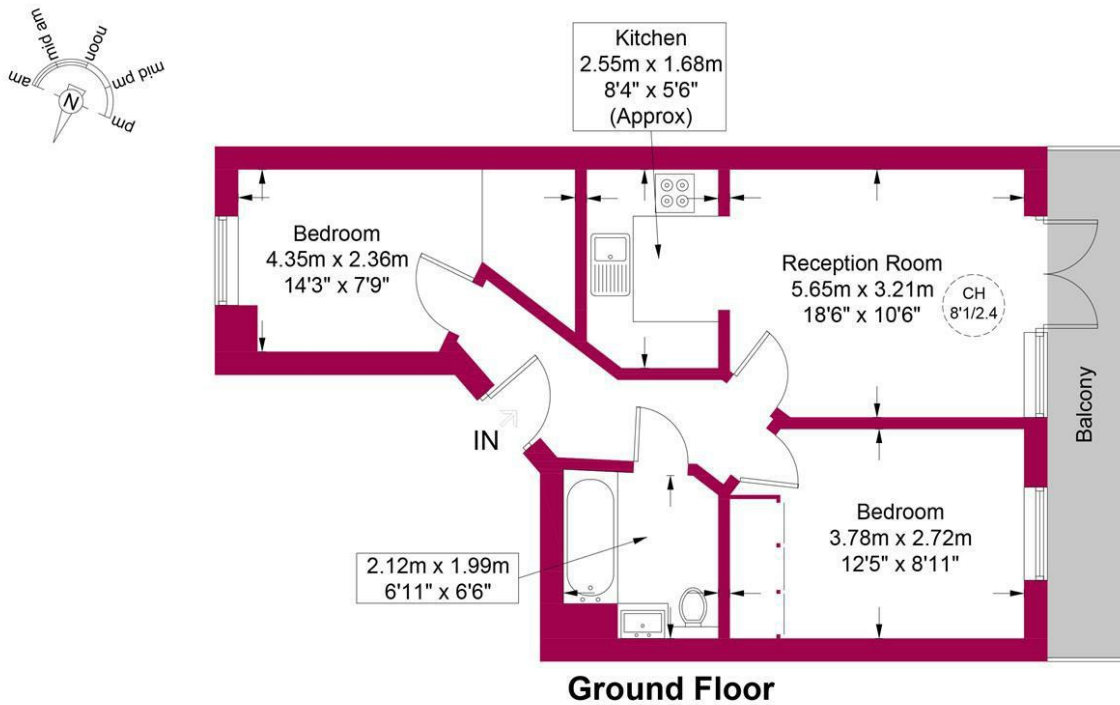 am
mid am
noon
mid pm
pm
N
Kitchen
2.55m x 1.68m
8'4" x 5'6"
(Approx)
Bedroom
4.35m x 2.36m
14'3" x 7'9"
Reception Room
5.65m x 3.21m
18'6" x 10'6"
CH
8'1/2.4
Balcony
IN
2.12m x 1.99m
6'11" x 6'6"
Bedroom
3.78m x 2.72m
12'5" x 8'11"
Ground Floor